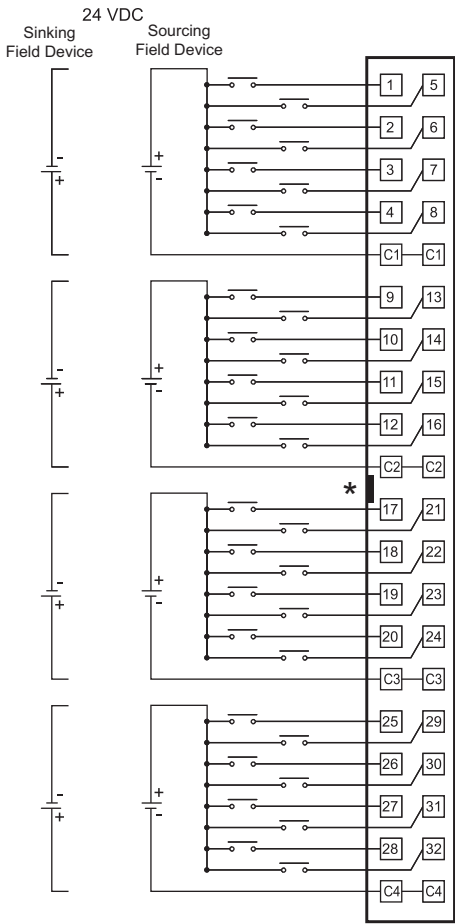 24 VDC
Sinking
Field Device
Sourcing
Field Device
1 5
2 6
3 7
4 8
- +
+ -
C1 C1
9 13
10 14
11 15
12 16
- +
+ -
C2 C2
*
17 21
18 22
19 23
20 24
- +
+ -
C3 C3
25 29
26 30
27 31
28 32
- +
+ -
C4 C4